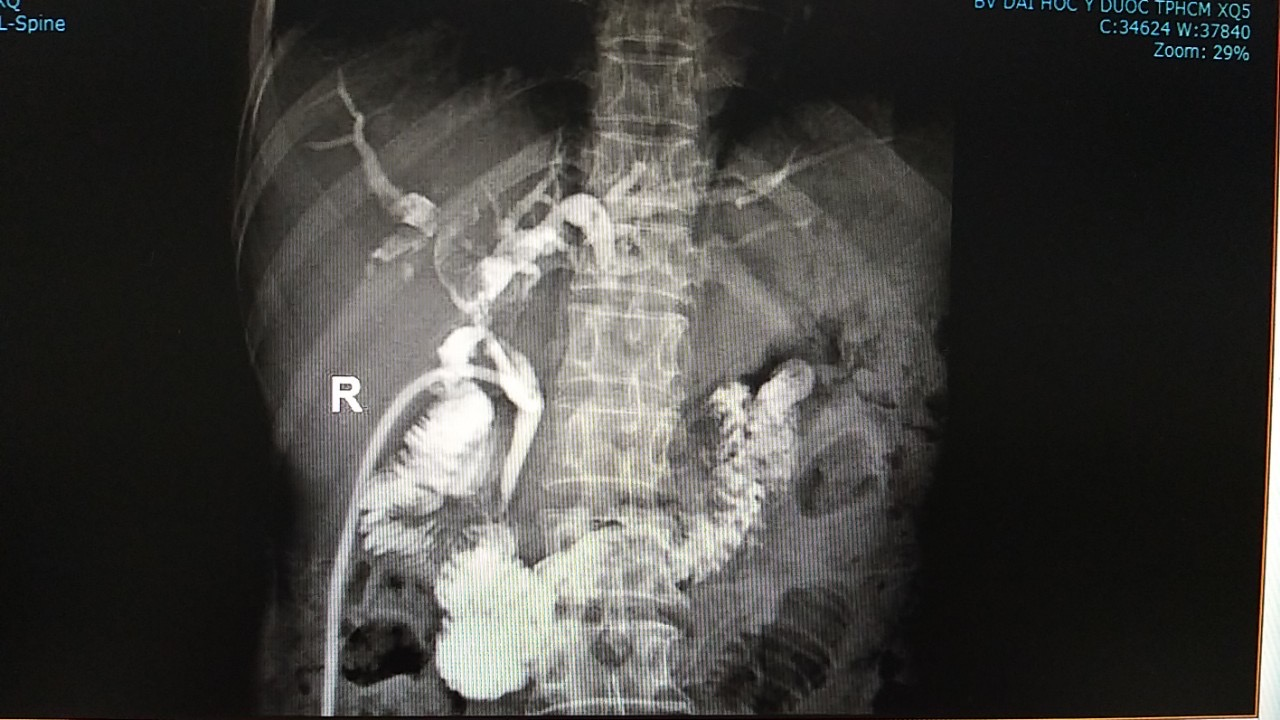 XQ
L-Spine
BV DAI HOC Y DUOC TPHCM XQ5
C:34624 W:37840
Zoom: 29%
R